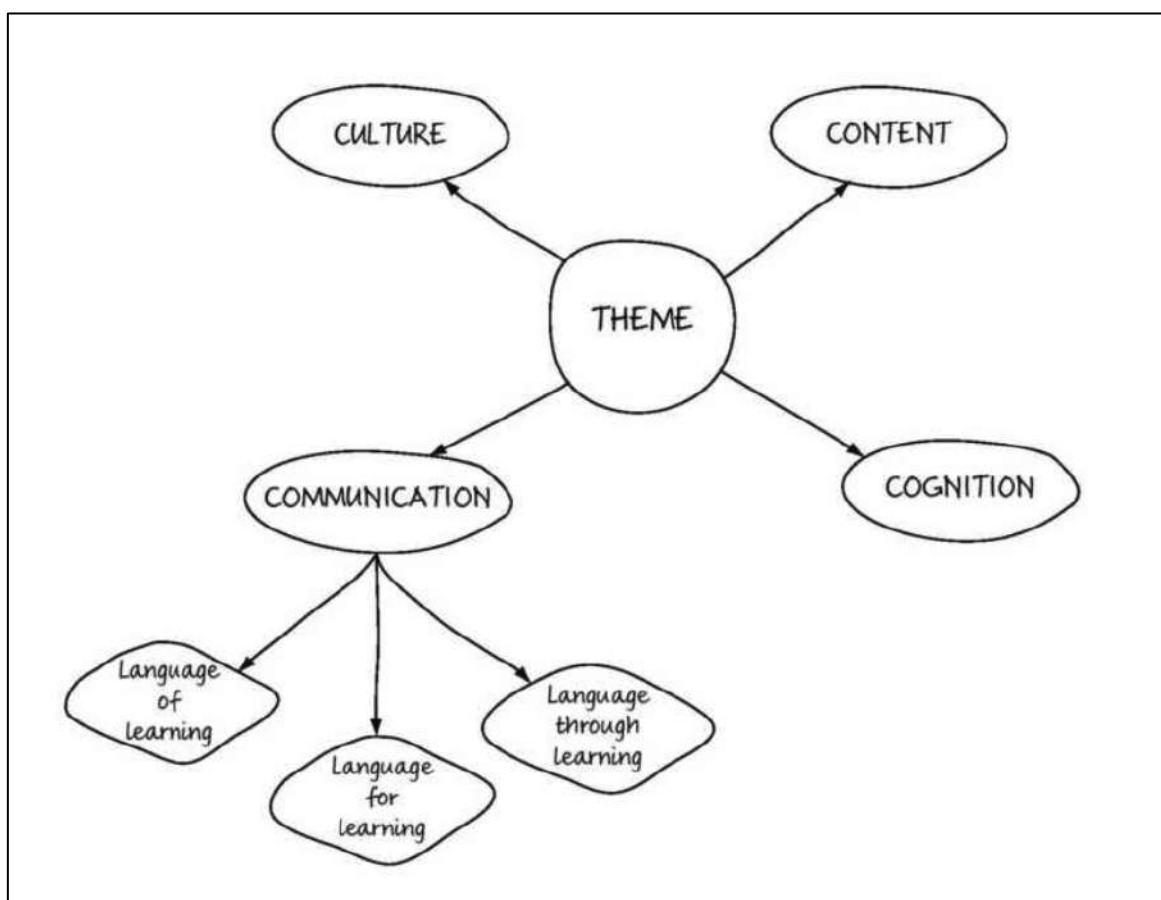 CULTURE
CONTENT
THEME
COMMUNICATION
COGNITION
Language
of
learning
Language
for
learning
Language
through
learning